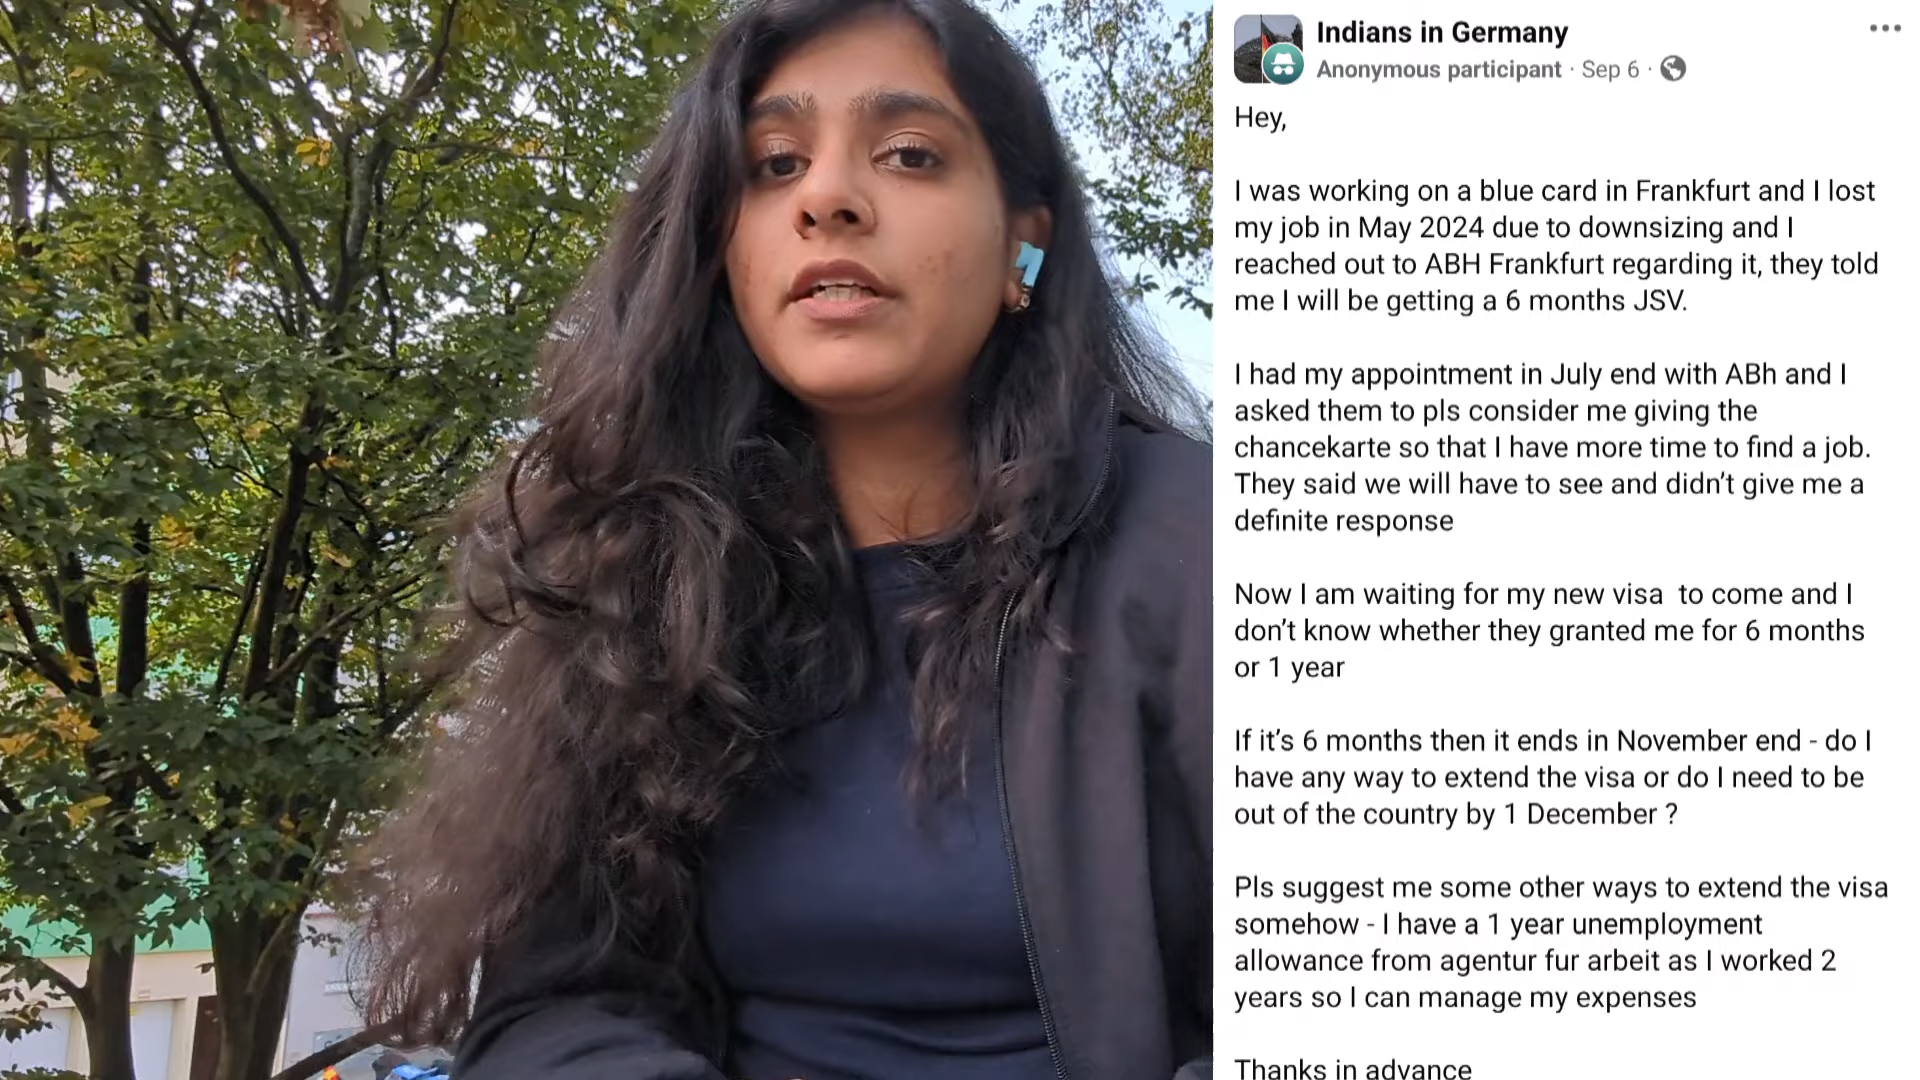 Indians in Germany
Anonymous participant · Sep 6 ·
Hey,
I was working on a blue card in Frankfurt and I lost
my job in May 2024 due to downsizing and I
reached out to ABH Frankfurt regarding it, they told
me I will be getting a 6 months JSV.
I had my appointment in July end with ABh and I
asked them to pls consider me giving the
chancekarte so that I have more time to find a job.
They said we will have to see and didn't give me a
definite response
Now I am waiting for my new visa  to come and I
don't know whether they granted me for 6 months
or 1 year
If it's 6 months then it ends in November end - do I
have any way to extend the visa or do I need to be
out of the country by 1 December ?
Pls suggest me some other ways to extend the visa
somehow - I have a 1 year unemployment
allowance from agentur fur arbeit as I worked 2
years so I can manage my expenses
Thanks in advance